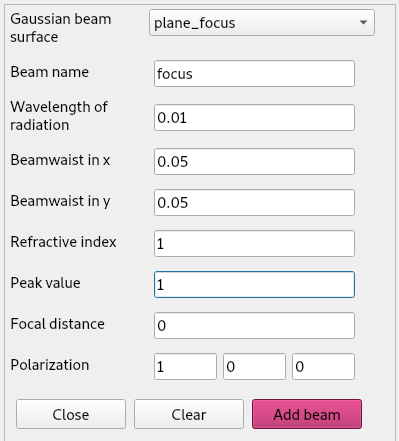 Gaussian beam
surface
plane_focus
Beam name
focus
Wavelength of
radiation
0.01
Beamwaist in x
0.05
Beamwaist in y
0.05
Refractive index
1
Peak value
1
Focal distance
0
Polarization
1 0 0
Close Clear Add beam